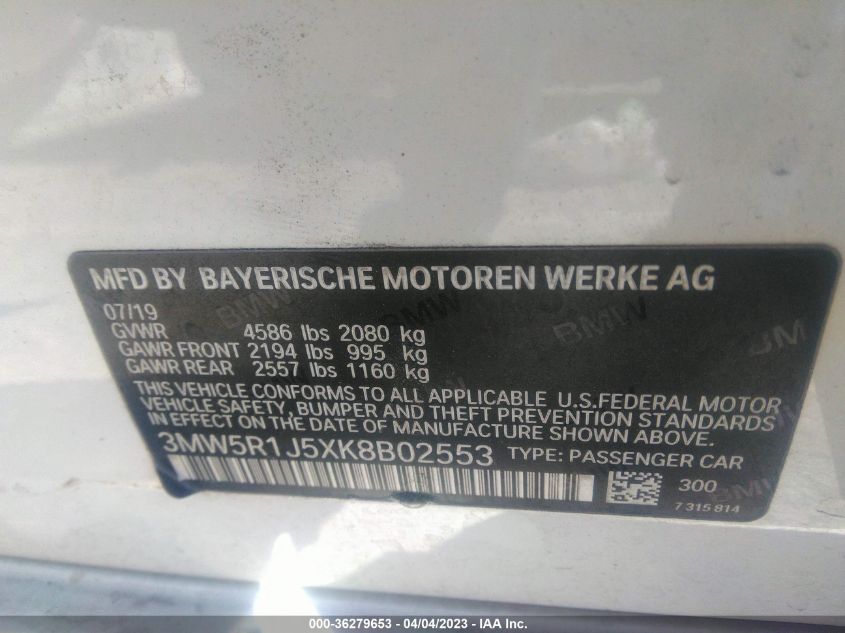 MFD BY BAYERISCHE MOTOREN WERKE AG
07/19
GVWR 4586 lbs 2080 kg
GAWR FRONT 2194 lbs 995 kg
GAWR REAR 2557 lbs 1160 kg
THIS VEHICLE CONFORMS TO ALL APPLICABLE U.S.FEDERAL MOTOR
VEHICLE SAFETY, BUMPER AND THEFT PREVENTION STANDARDS
IN EFFECT ON THE DATE OF MANUFACTURE SHOWN ABOVE.
3MW5R1J5XK8B02553 TYPE: PASSENGER CAR
300
7 315 814
000-36279653 - 04/04/2023 - IAA Inc.